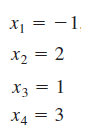 x₁ = −1.
x₂ = 2
x₃ = 1
x₄ = 3